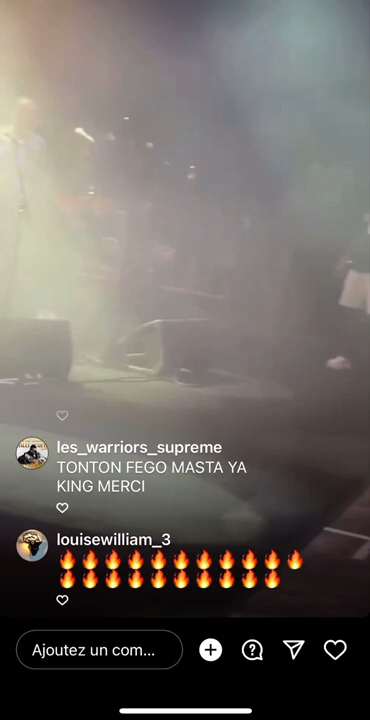 les_warriors_supreme
TONTON FEGO MASTA YA
KING MERCI
louisewilliam_3
🔥🔥🔥🔥🔥🔥🔥🔥🔥🔥🔥
🔥🔥🔥🔥🔥🔥🔥🔥🔥🔥
Ajoutez un com...